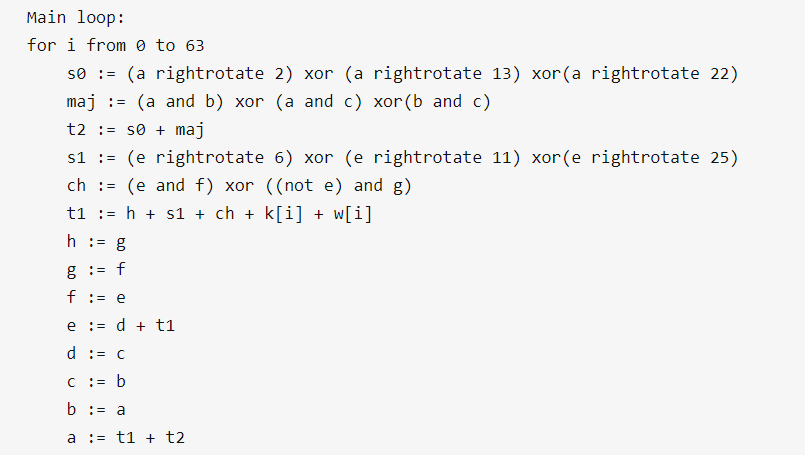 Main loop:
for i from 0 to 63
s0 := (a rightrotate 2) xor (a rightrotate 13) xor(a rightrotate 22)
maj := (a and b) xor (a and c) xor(b and c)
t2 := s0 + maj
s1 := (e rightrotate 6) xor (e rightrotate 11) xor(e rightrotate 25)
ch := (e and f) xor ((not e) and g)
t1 := h + s1 + ch + k[i] + w[i]
h := g
g := f
f := e
e := d + t1
d := c
c := b
b := a
a := t1 + t2